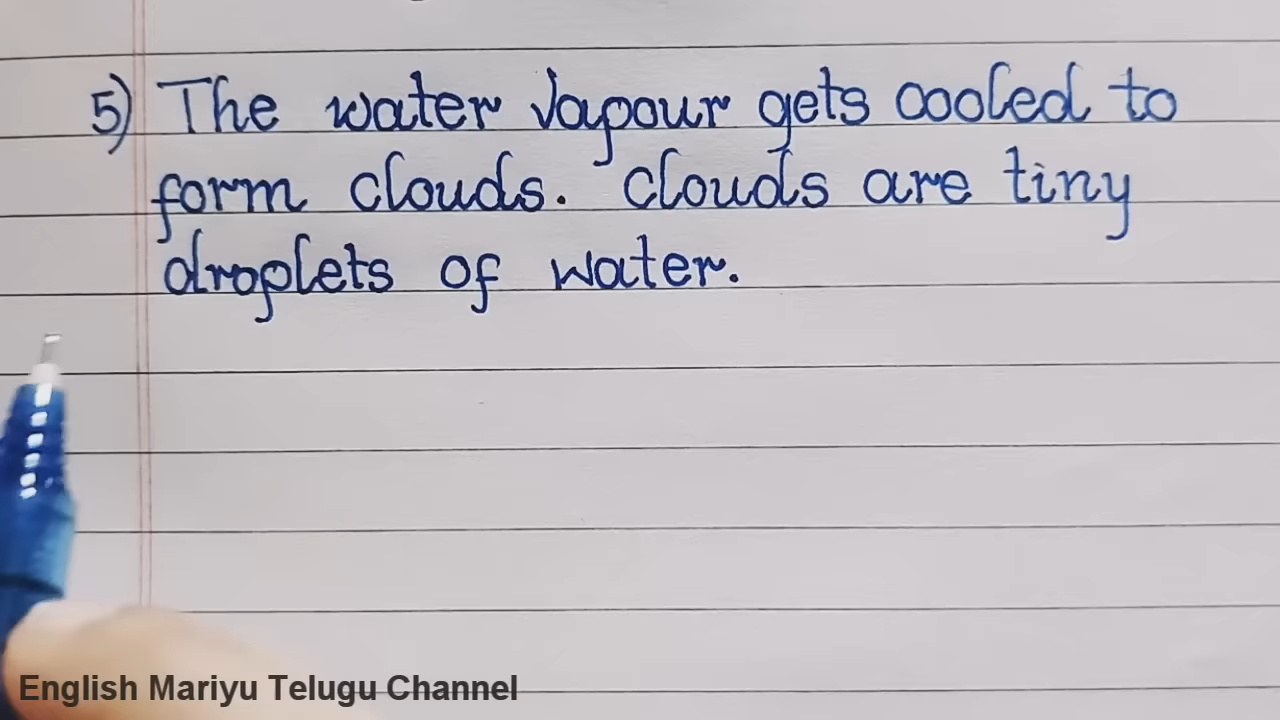 5) The water vapour gets cooled to
form clouds. Clouds are tiny
droplets of water.
English Mariyu Telugu Channel